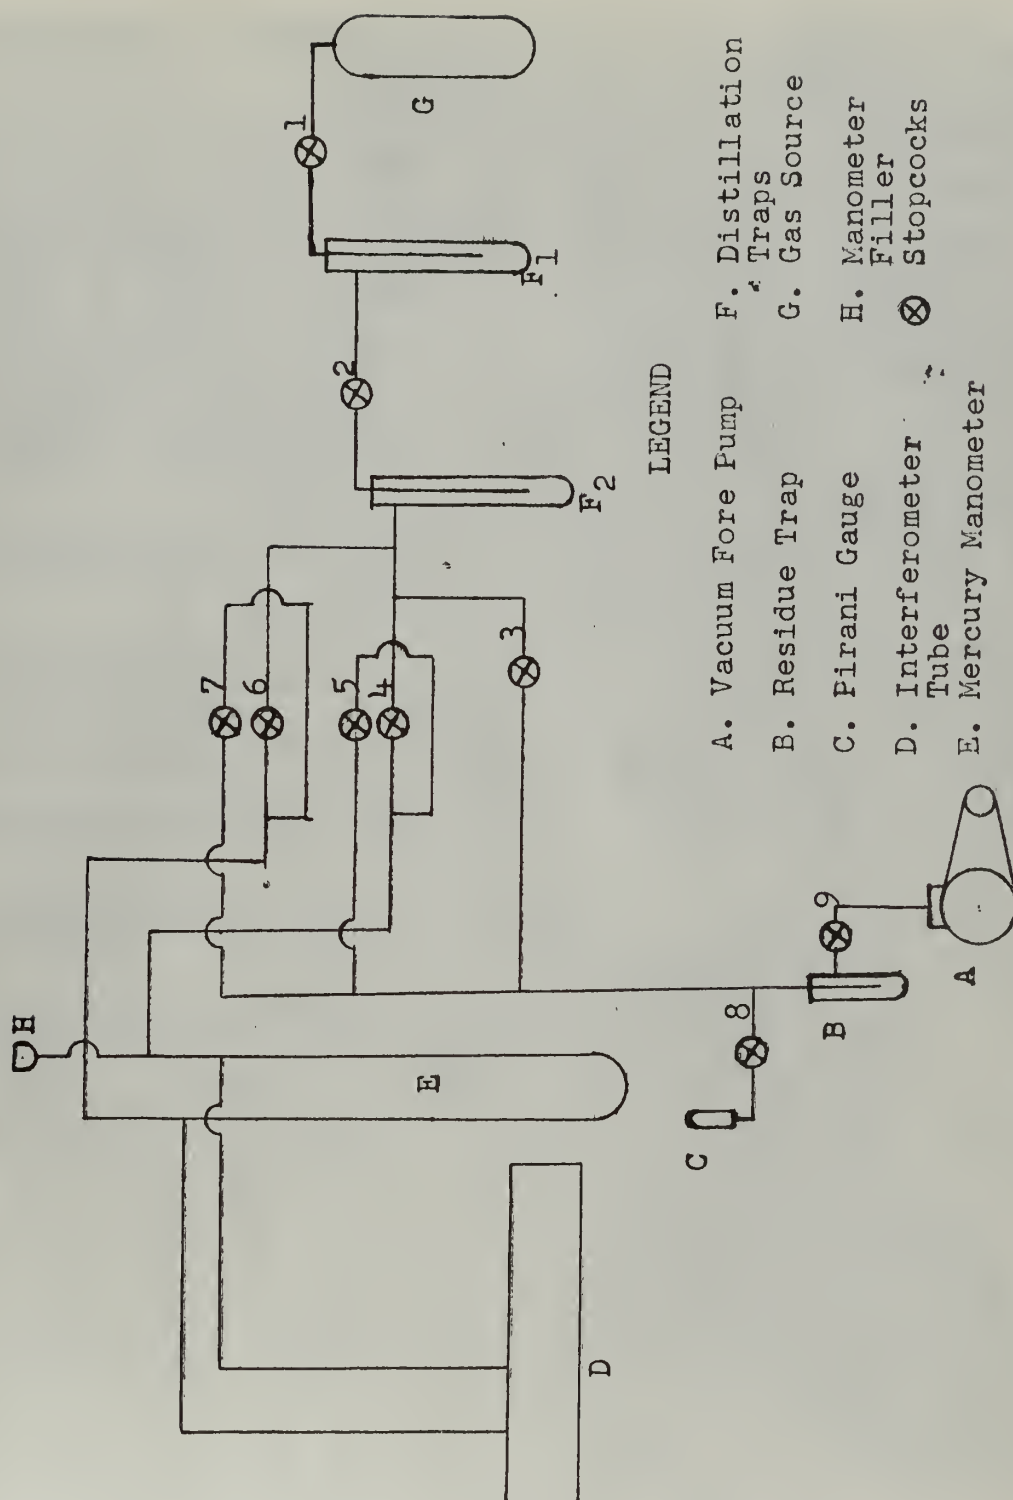 H
G
1
F1
2
F2
7
6
5
4
3
E
D
C
8
B
9
A
LEGEND
A. Vacuum Fore Pump
B. Residue Trap
C. Pirani Gauge
D. Interferometer
Tube
E. Mercury Manometer
F. Distillation
Traps
G. Gas Source
H. Manometer
Filler
Stopcocks